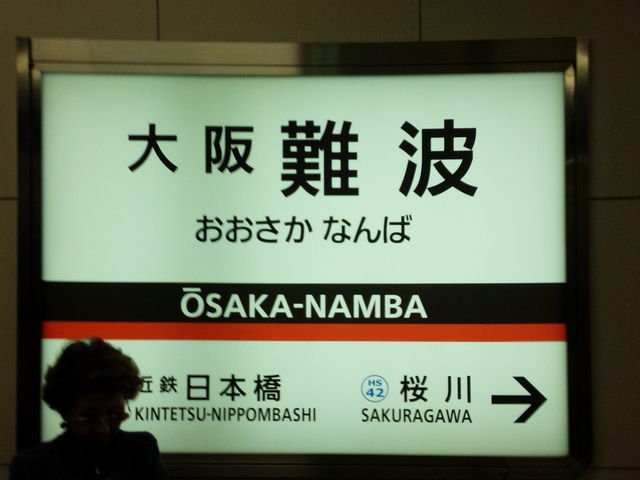 大阪難波
おおさか なんば
ŌSAKA-NAMBA
近鉄日本橋 HS 42 桜川 →
KINTETSU-NIPPOMBASHI SAKURAGAWA